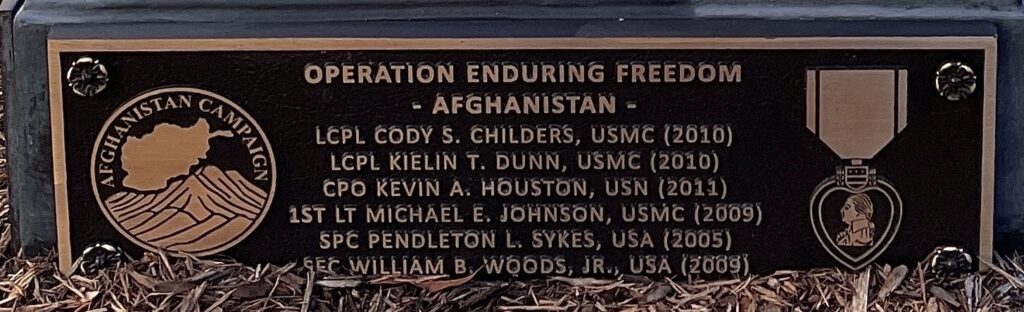 AFGHANISTAN CAMPAIGN
OPERATION ENDURING FREEDOM
- AFGHANISTAN -
LCPL CODY S. CHILDERS, USMC (2010)
LCPL KIELIN T. DUNN, USMC (2010)
CPO KEVIN A. HOUSTON, USN (2011)
1ST LT MICHAEL E. JOHNSON, USMC (2009)
SPC PENDLETON L. SYKES, USA (2005)
SFC WILLIAM B. WOODS, JR., USA (2009)